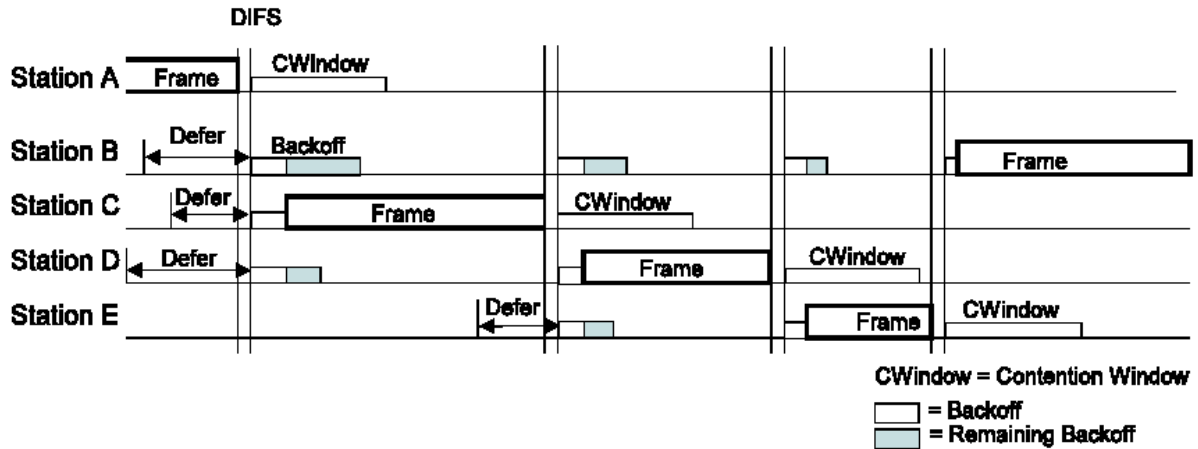 DIFS
Station A Frame CWindow
Station B Defer Backoff Frame
Station C Defer Frame CWindow
Station D Defer Frame CWindow
Station E Defer Frame CWindow
CWindow = Contention Window
= Backoff
= Remaining Backoff